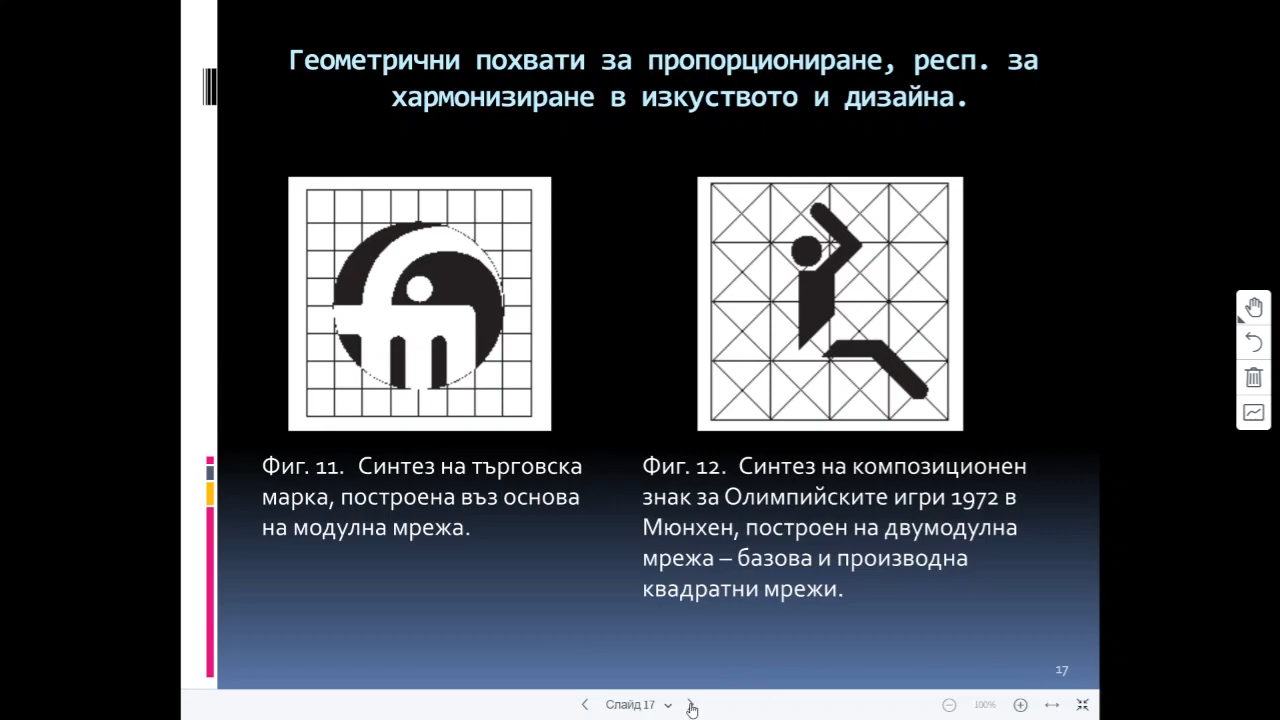 Геометрични похвати за пропорциониране, респ. за
хармонизиране в изкуството и дизайна.
Фиг. 11. Синтез на търговска
марка, построена въз основа
на модулна мрежа.
Фиг. 12. Синтез на композиционен
знак за Олимпийските игри 1972 в
Мюнхен, построен на двумодулна
мрежа – базова и производна
квадратни мрежи.
17
Слайд 17
100%